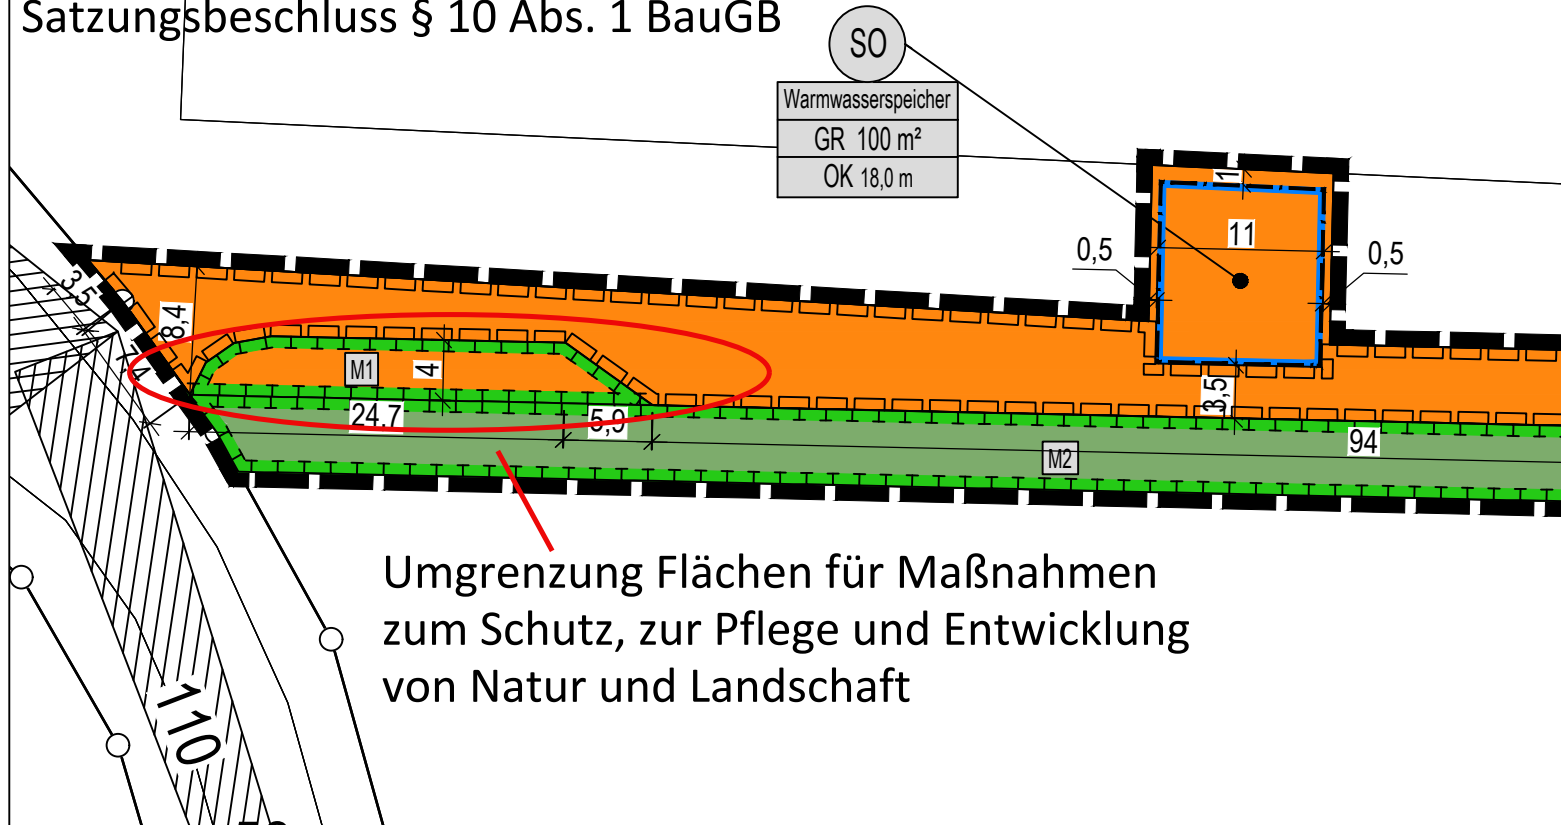 Satzungsbeschluss § 10 Abs. 1 BauGB
SO
Warmwasserspeicher
GR 100 m²
OK 18,0 m
1
11
0,5
0,5
3,5
8,4
7,4
M1
4
3,5
24,7
5,9
94
M2
Umgrenzung Flächen für Maßnahmen
zum Schutz, zur Pflege und Entwicklung
von Natur und Landschaft
110